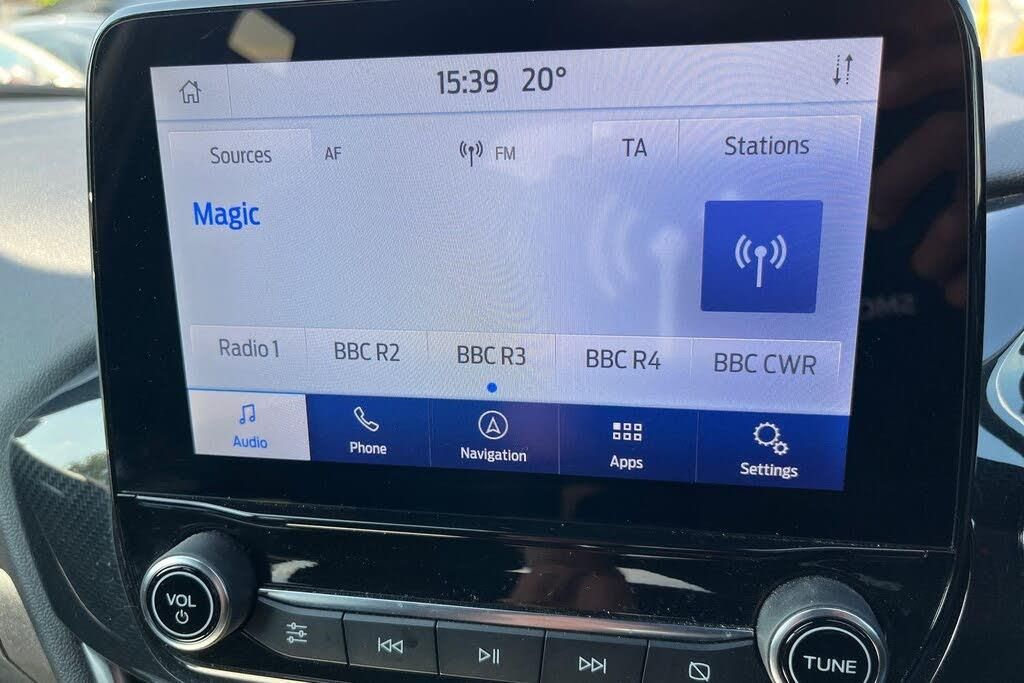 15:39 20°
Sources AF FM TA Stations
Magic
Radio 1 BBC R2 BBC R3 BBC R4 BBC CWR
Audio Phone Navigation Apps Settings
VOL
TUNE